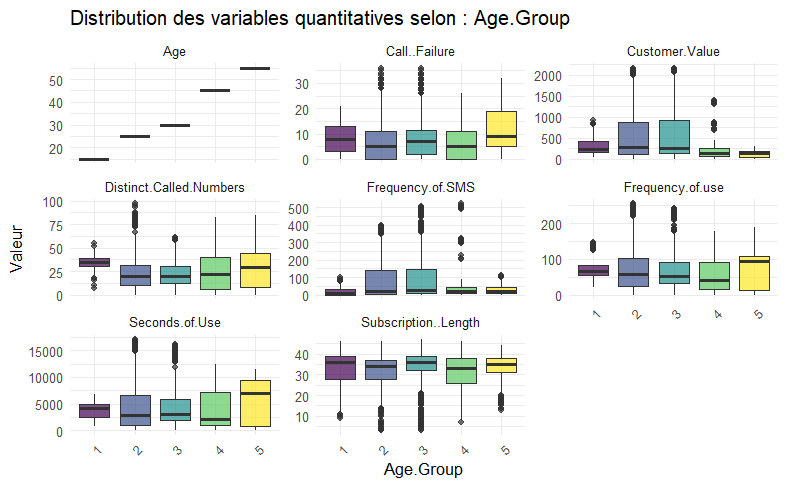 Distribution des variables quantitatives selon : Age.Group
Age
Call..Failure
Customer.Value
50
40
30
20
30
20
10
0
2000
1500
1000
500
0
Distinct.Called.Numbers
Frequency.of.SMS
Frequency.of.use
100
75
50
25
0
500
400
300
200
100
0
200
100
0
1 2 3 4 5
Seconds.of.Use
Subscription..Length
15000
10000
5000
0
40
30
20
10
1 2 3 4 5
1 2 3 4 5
Valeur
Age.Group